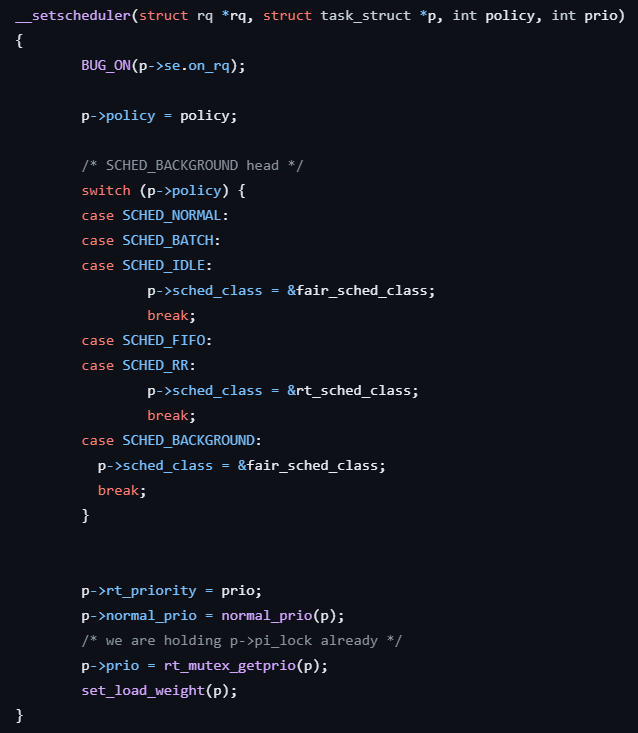 __setscheduler(struct rq *rq, struct task_struct *p, int policy, int prio)
{
        BUG_ON(p->se.on_rq);

        p->policy = policy;

        /* SCHED_BACKGROUND head */
        switch (p->policy) {
        case SCHED_NORMAL:
        case SCHED_BATCH:
        case SCHED_IDLE:
                p->sched_class = &fair_sched_class;
                break;
        case SCHED_FIFO:
        case SCHED_RR:
                p->sched_class = &rt_sched_class;
                break;
        case SCHED_BACKGROUND:
          p->sched_class = &fair_sched_class;
          break;
        }


        p->rt_priority = prio;
        p->normal_prio = normal_prio(p);
        /* we are holding p->pi_lock already */
        p->prio = rt_mutex_getprio(p);
        set_load_weight(p);
}